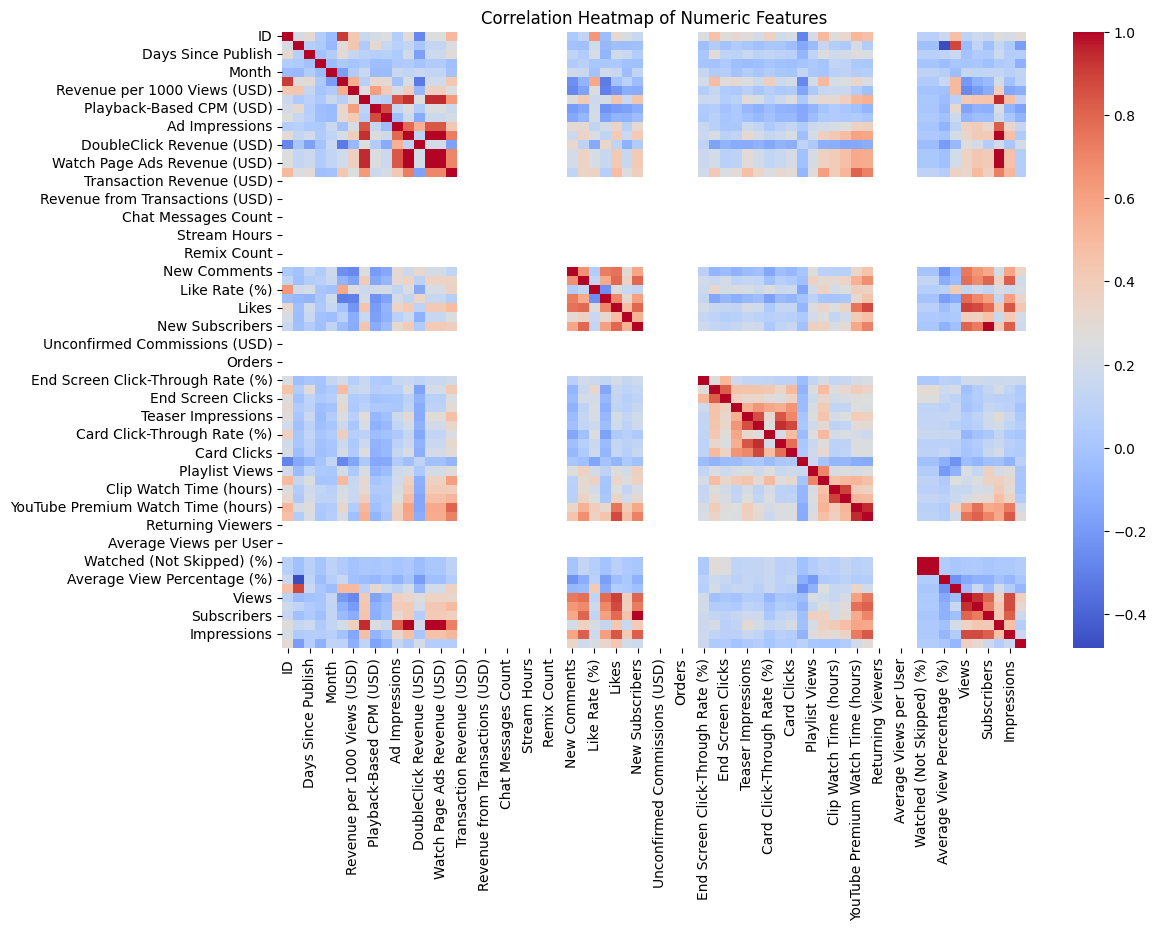 Correlation Heatmap of Numeric Features
ID
Days Since Publish
Month
Revenue per 1000 Views (USD)
Playback-Based CPM (USD)
Ad Impressions
DoubleClick Revenue (USD)
Watch Page Ads Revenue (USD)
Transaction Revenue (USD)
Revenue from Transactions (USD)
Chat Messages Count
Stream Hours
Remix Count
New Comments
Like Rate (%)
Likes
New Subscribers
Unconfirmed Commissions (USD)
Orders
End Screen Click-Through Rate (%)
End Screen Clicks
Teaser Impressions
Card Click-Through Rate (%)
Card Clicks
Playlist Views
Clip Watch Time (hours)
YouTube Premium Watch Time (hours)
Returning Viewers
Average Views per User
Watched (Not Skipped) (%)
Average View Percentage (%)
Views
Subscribers
Impressions
ID
Days Since Publish
Month
Revenue per 1000 Views (USD)
Playback-Based CPM (USD)
Ad Impressions
DoubleClick Revenue (USD)
Watch Page Ads Revenue (USD)
Transaction Revenue (USD)
Revenue from Transactions (USD)
Chat Messages Count
Stream Hours
Remix Count
New Comments
Like Rate (%)
Likes
New Subscribers
Unconfirmed Commissions (USD)
Orders
End Screen Click-Through Rate (%)
End Screen Clicks
Teaser Impressions
Card Click-Through Rate (%)
Card Clicks
Playlist Views
Clip Watch Time (hours)
YouTube Premium Watch Time (hours)
Returning Viewers
Average Views per User
Watched (Not Skipped) (%)
Average View Percentage (%)
Views
Subscribers
Impressions
1.0
0.8
0.6
0.4
0.2
0.0
−0.2
−0.4